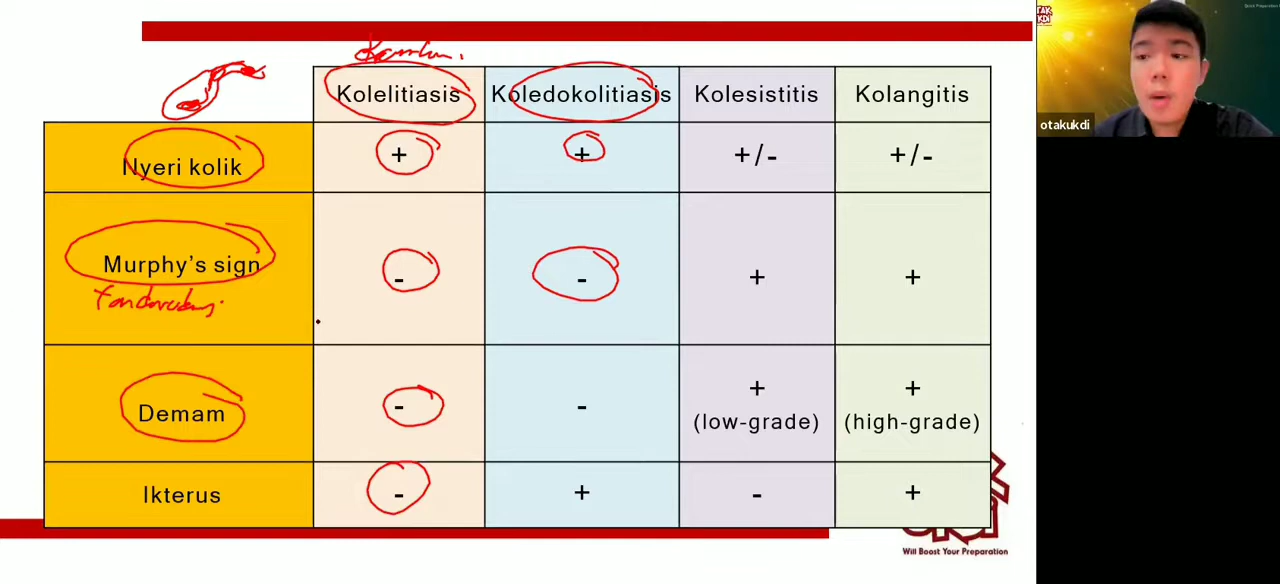 Kolelitiasis Koledokolitiasis Kolesistitis Kolangitis
Nyeri kolik + + +/- +/-
Murphy's sign - - + +
Demam - - + (low-grade) + (high-grade)
Ikterus - + - +
Will Boost Your Preparation
otakukdi